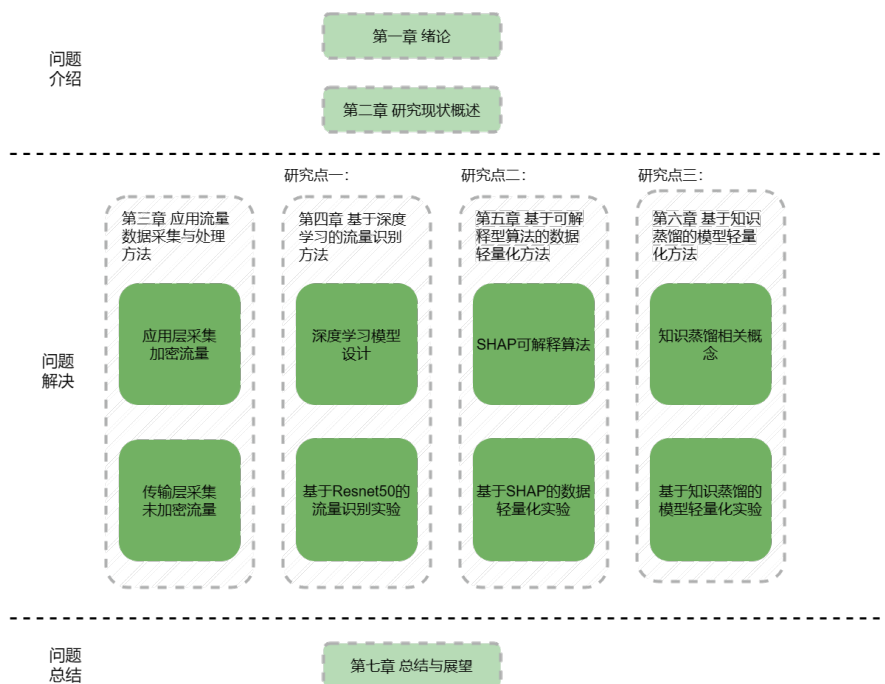 问题
介绍
第一章 绪论
第二章 研究现状概述
问题
解决
第三章 应用流量
数据采集与处理
方法
应用层采集
加密流量
传输层采集
未加密流量
研究点一:
第四章 基于深度
学习的流量识别
方法
深度学习模型
设计
基于Resnet50的
流量识别实验
研究点二:
第五章 基于可解
释型算法的数据
轻量化方法
SHAP可解释算法
基于SHAP的数据
轻量化实验
研究点三:
第六章 基于知识
蒸馏的模型轻量
化方法
知识蒸馏相关概
念
基于知识蒸馏的
模型轻量化实验
问题
总结
第七章 总结与展望